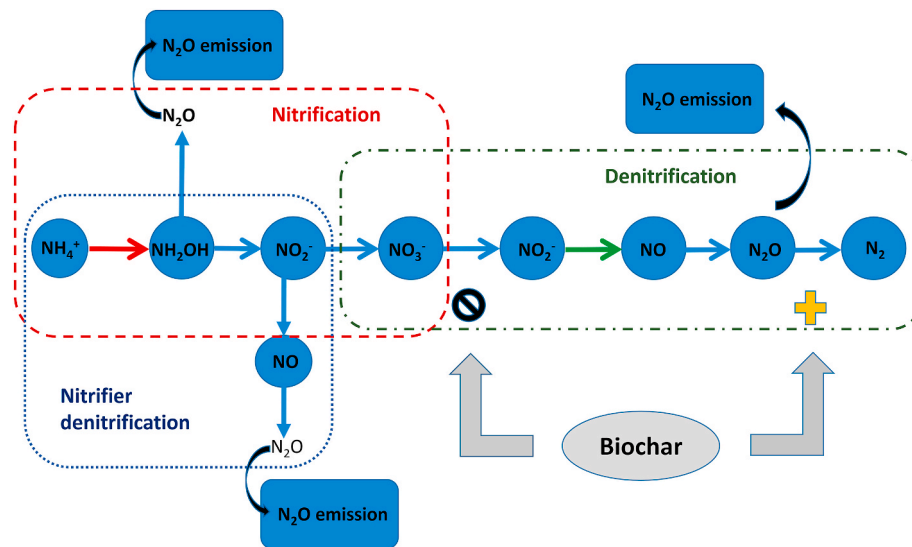 N₂O emission
N₂O
Nitrification
N₂O emission
Denitrification
NH₄⁺
NH₂OH
NO₂⁻
NO₃⁻
NO₂⁻
NO
N₂O
N₂
NO
Nitrifier
denitrification
N₂O
N₂O emission
Biochar